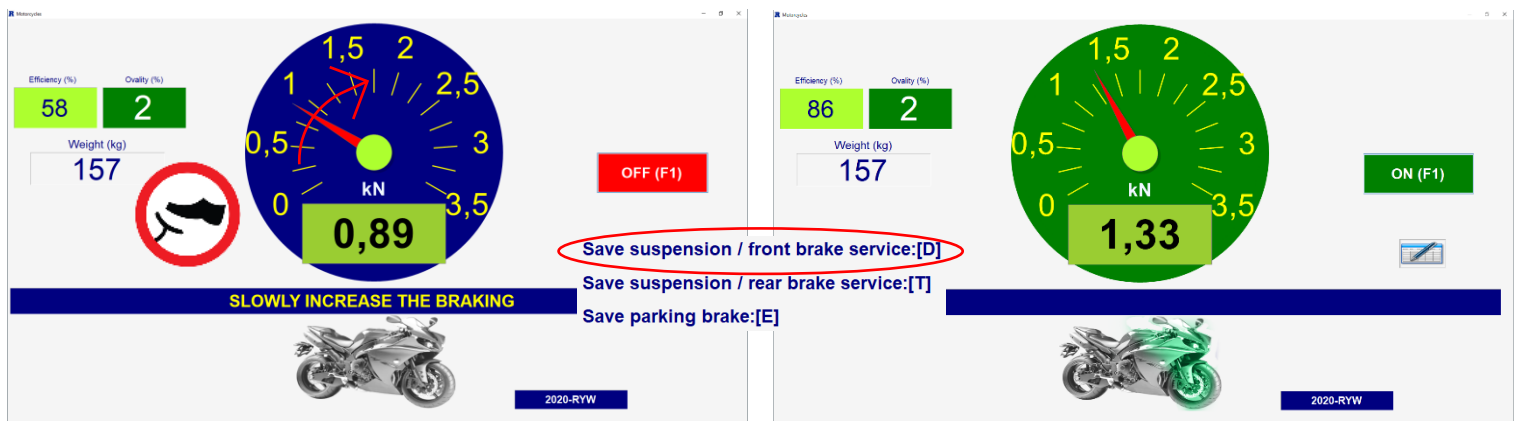 Motorcycles
Efficiency (%)
Ovality (%)
58
2
Weight (kg)
157
0
0,5
1
1,5
2
2,5
3
3,5
kN
0,89
OFF (F1)
SLOWLY INCREASE THE BRAKING
2020-RYW
Save suspension / front brake service:[D]
Save suspension / rear brake service:[T]
Save parking brake:[E]
Motorcycles
Efficiency (%)
Ovality (%)
86
2
Weight (kg)
157
0
0,5
1
1,5
2
2,5
3
3,5
kN
1,33
ON (F1)
2020-RYW